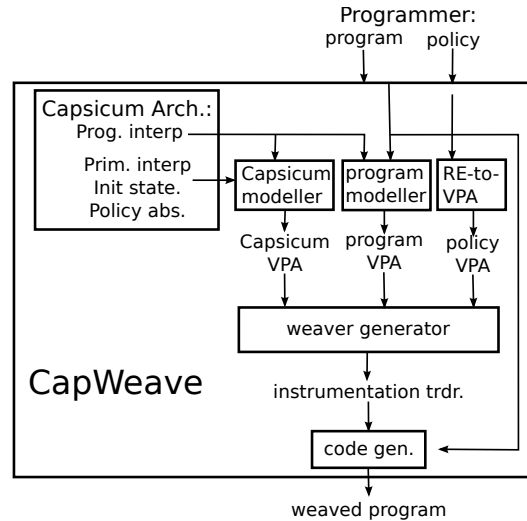 Programmer:
program policy
Capsicum Arch.:
Prog. interp
Prim. interp
Init state.
Policy abs.
Capsicum
modeller
program
modeller
RE-to-
VPA
Capsicum
VPA
program
VPA
policy
VPA
weaver generator
CapWeave
instrumentation trdr.
code gen.
weaved program